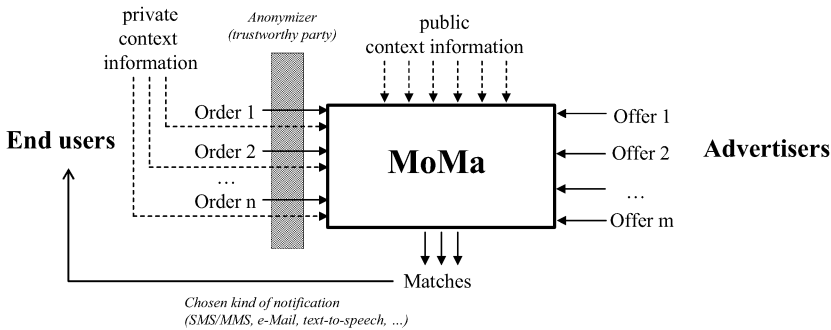 private
context
information
Anonymizer
(trustworthy party)
public
context information
Order 1
Order 2
…
Order n
End users
MoMa
Offer 1
Offer 2
…
Offer m
Advertisers
Matches
Chosen kind of notification
(SMS/MMS, e-Mail, text-to-speech, …)